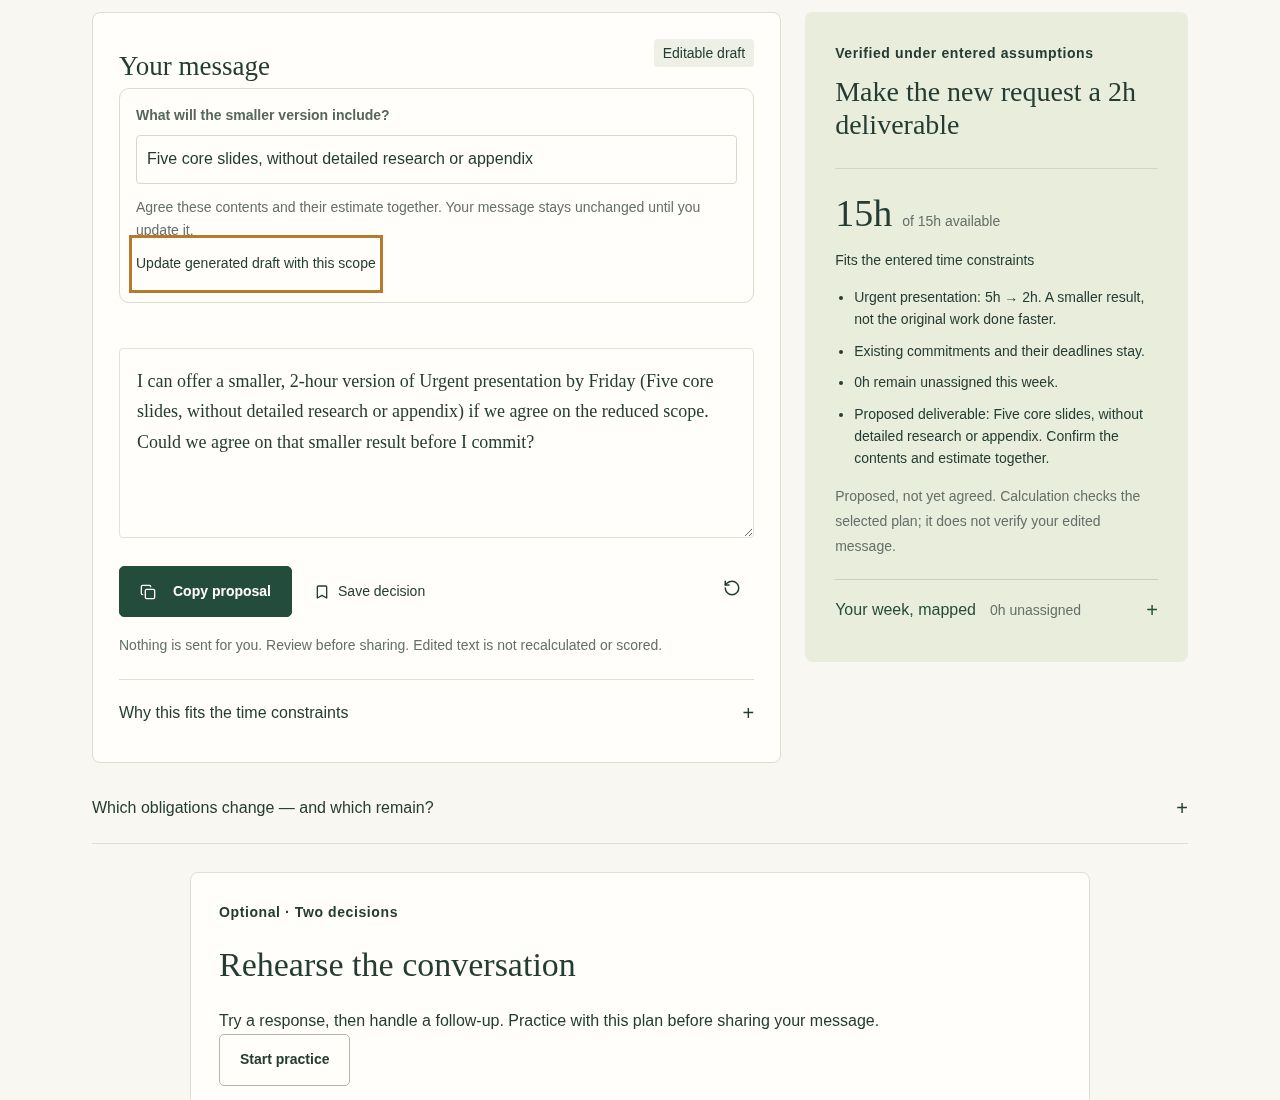 Your message
Editable draft
What will the smaller version include?
Five core slides, without detailed research or appendix
Agree these contents and their estimate together. Your message stays unchanged until you
update it.
Update generated draft with this scope
I can offer a smaller, 2-hour version of Urgent presentation by Friday (Five core
slides, without detailed research or appendix) if we agree on the reduced scope.
Could we agree on that smaller result before I commit?
Copy proposal
Save decision
Nothing is sent for you. Review before sharing. Edited text is not recalculated or scored.
Why this fits the time constraints +
Verified under entered assumptions
Make the new request a 2h
deliverable
15h of 15h available
Fits the entered time constraints
• Urgent presentation: 5h → 2h. A smaller result,
not the original work done faster.
• Existing commitments and their deadlines stay.
• 0h remain unassigned this week.
• Proposed deliverable: Five core slides, without
detailed research or appendix. Confirm the
contents and estimate together.
Proposed, not yet agreed. Calculation checks the
selected plan; it does not verify your edited
message.
Your week, mapped 0h unassigned +
Which obligations change — and which remain? +
Optional · Two decisions
Rehearse the conversation
Try a response, then handle a follow-up. Practice with this plan before sharing your message.
Start practice